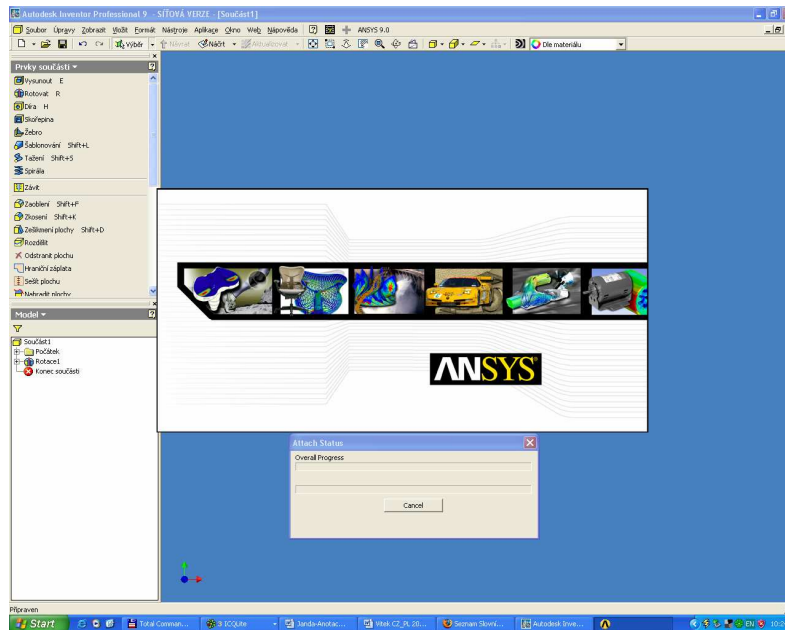 Autodesk Inventor Professional 9 - SÍŤOVÁ VERZE - [Součást1]
Soubor Úpravy Zobrazit Vložit Formát Nástroje Aplikace Okno Web Nápověda ANSYS 9.0
Výběr Návrat Náčrt Aktualizovat Dle materiálu
Prvky součásti
Vysunout E
Rotovat R
Díra H
Skořepina
Žebro
Šablonování Shift+L
Tažení Shift+S
Spirála
Závit
Zaoblení Shift+F
Zkosení Shift+K
Zešikmení plochy Shift+D
Rozdělit
Odstranit plochu
Hraniční záplata
Sešít plochu
Nahradit plochy
Model
Součást1
Počátek
Rotace1
Konec součásti
ANSYS
Attach Status
Overall Progress
Cancel
Připraven
Start Total Comman... 3 ICQLite Janda-Anotac... Vitek CZ_PL 20... Seznam Slovní... Autodesk Inve... EN